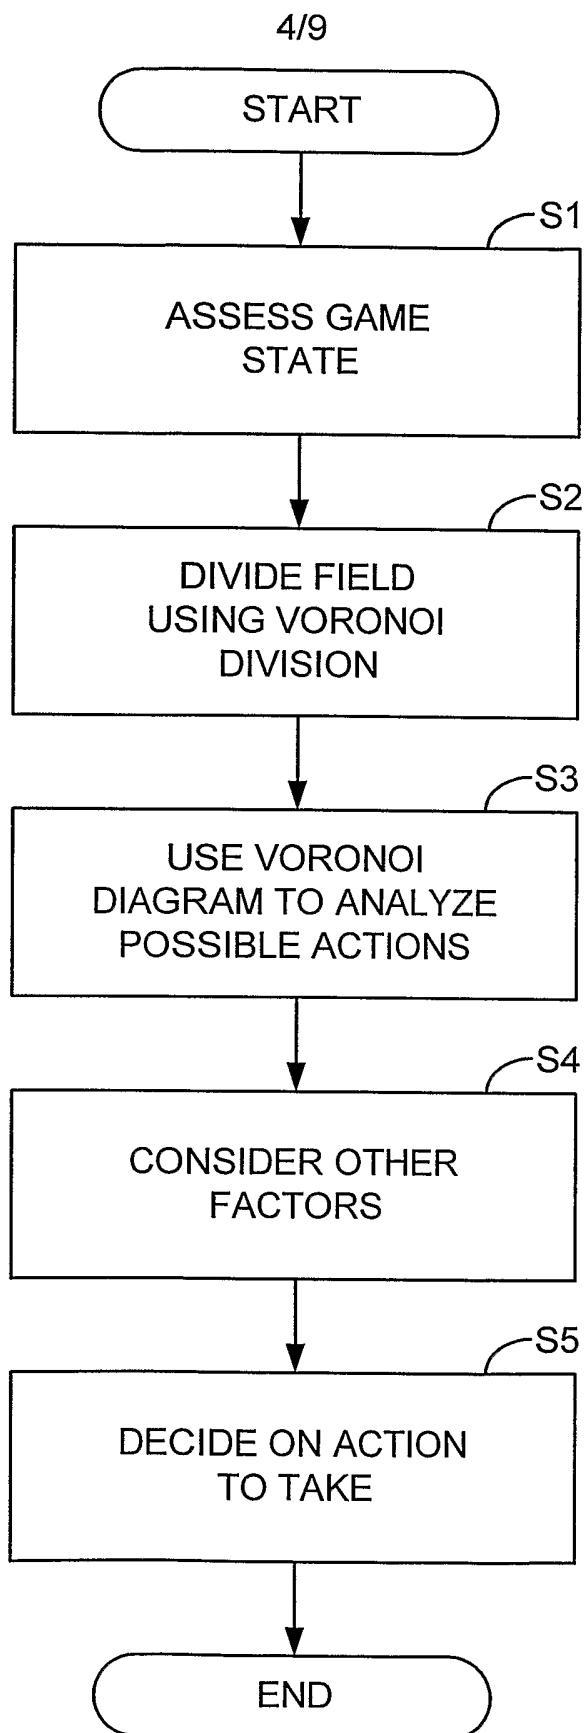 4/9
START
S1
ASSESS GAME
STATE
S2
DIVIDE FIELD
USING VORONOI
DIVISION
S3
USE VORONOI
DIAGRAM TO ANALYZE
POSSIBLE ACTIONS
S4
CONSIDER OTHER
FACTORS
S5
DECIDE ON ACTION
TO TAKE
END